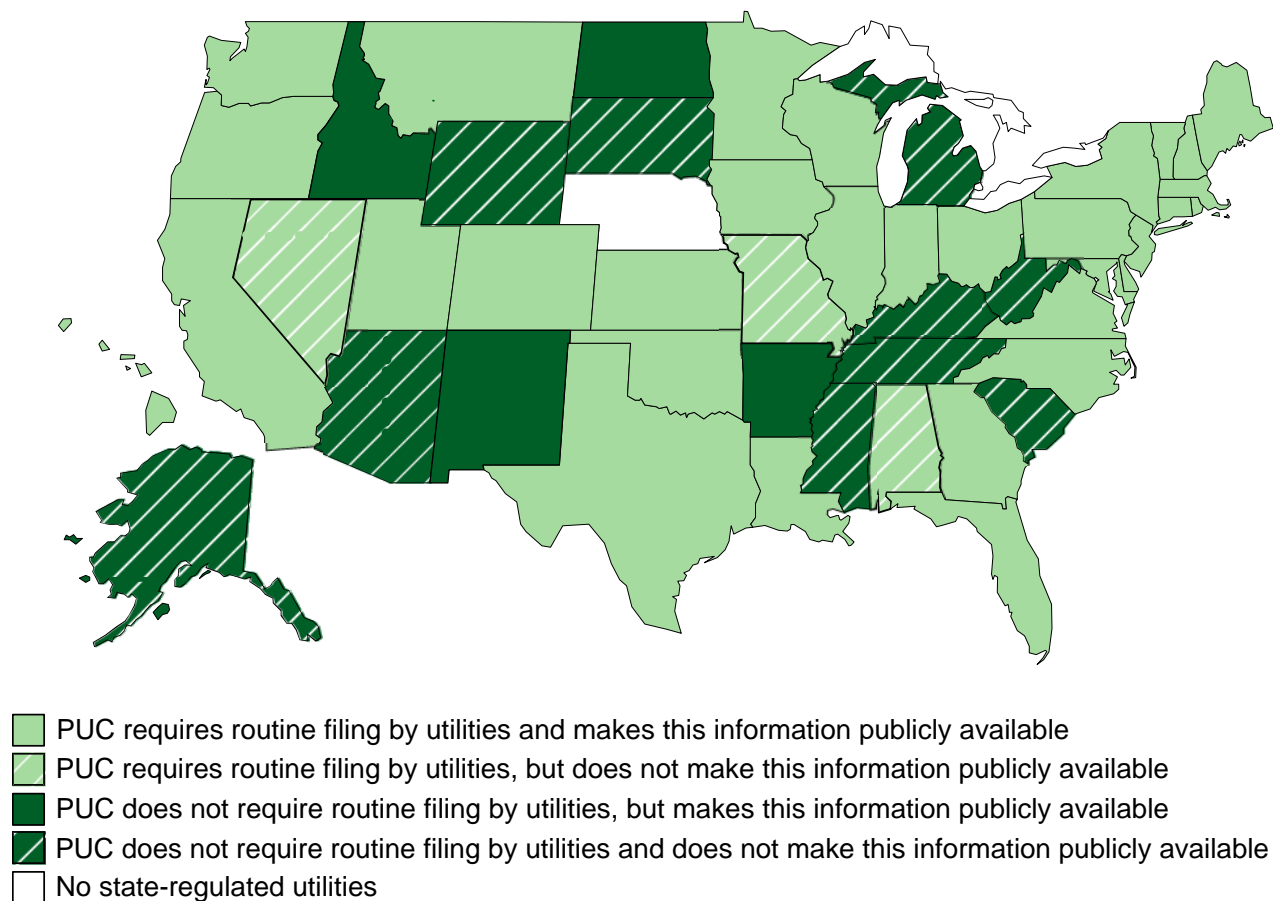 PUC requires routine filing by utilities and makes this information publicly available
PUC requires routine filing by utilities, but does not make this information publicly available
PUC does not require routine filing by utilities, but makes this information publicly available
PUC does not require routine filing by utilities and does not make this information publicly available
No state-regulated utilities